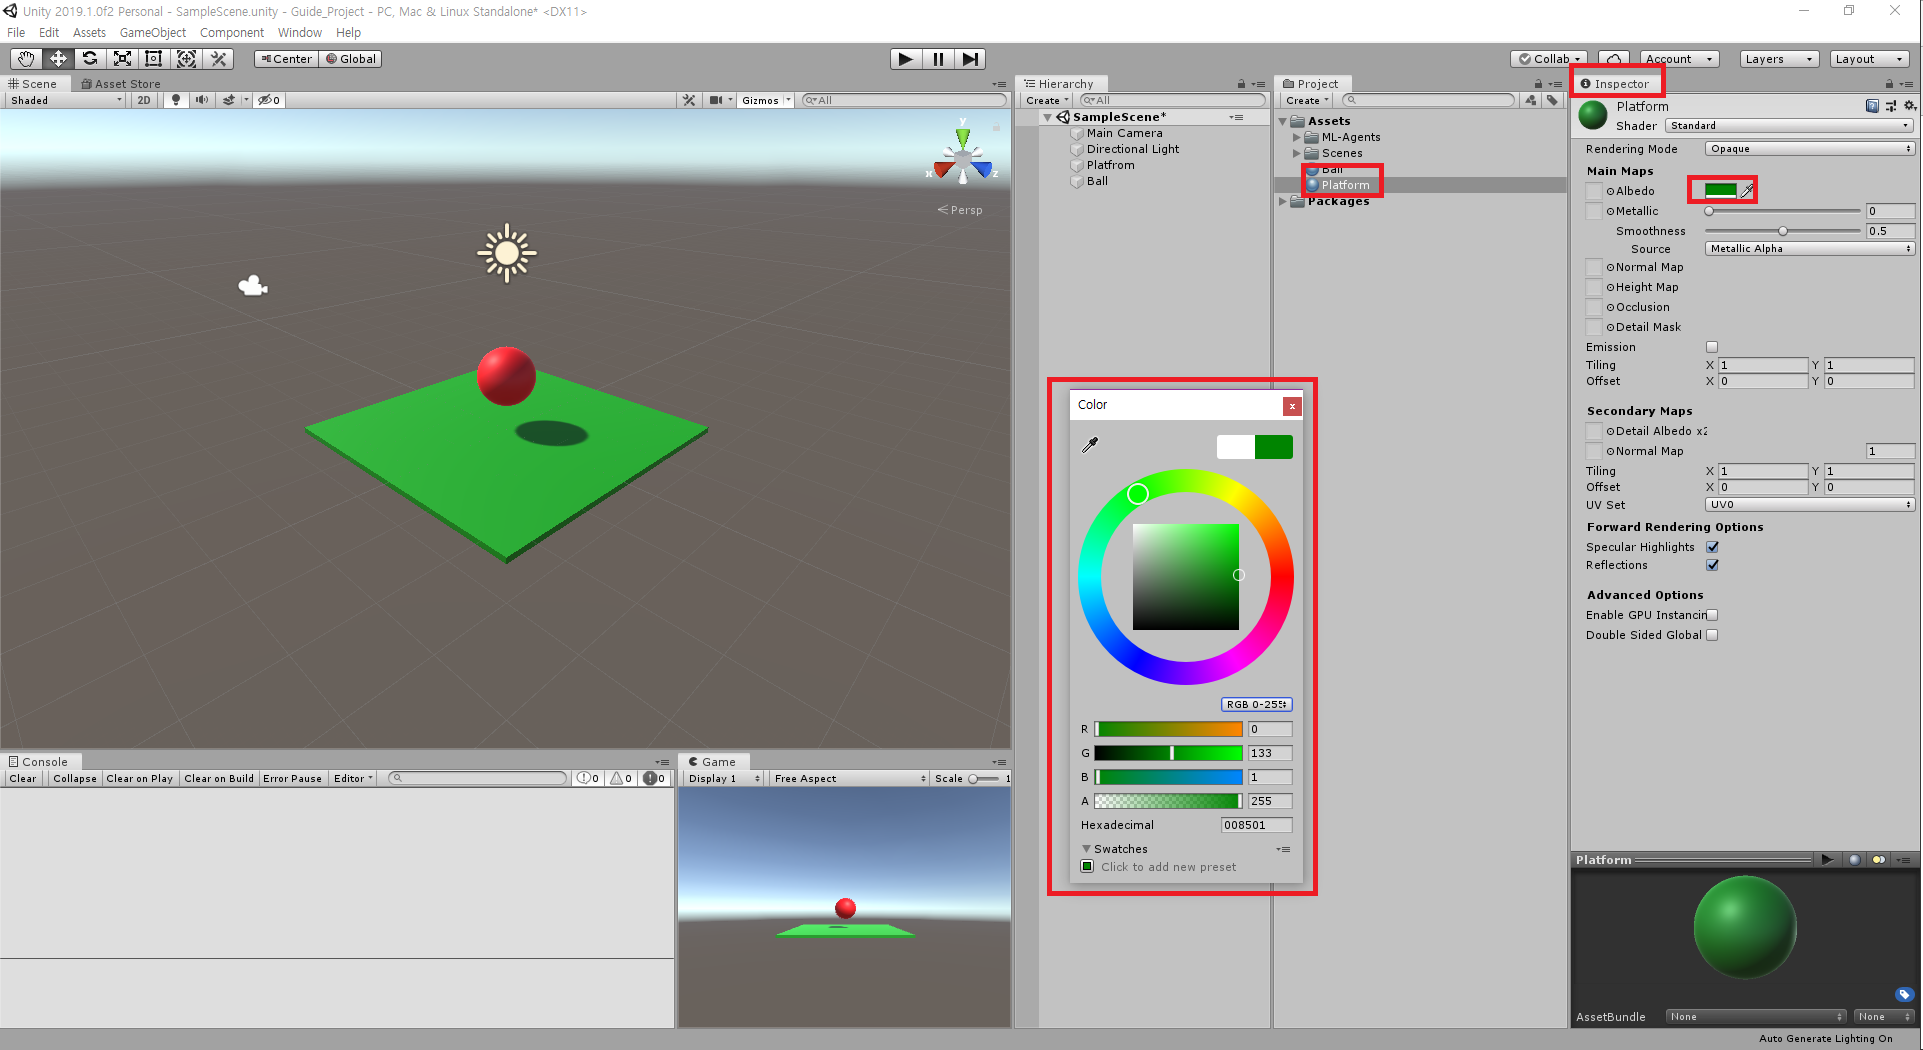 Unity 2019.1.0f2 Personal - SampleScene.unity - Guide_Project - PC, Mac & Linux Standalone* <DX11>
File Edit Assets GameObject Component Window Help
Center Global
Collab Account Layers Layout
Scene Asset Store
Shaded 2D 0 Gizmos All
y
x z
Persp
Hierarchy
Create All
SampleScene*
Main Camera
Directional Light
Platfrom
Ball
Project
Create
Assets
ML-Agents
Scenes
Ball
Platform
Packages
Inspector
Platform
Shader Standard
Rendering Mode Opaque
Main Maps
Albedo
Metallic 0
Smoothness 0.5
Source Metallic Alpha
Normal Map
Height Map
Occlusion
Detail Mask
Emission
Tiling X 1 Y 1
Offset X 0 Y 0
Secondary Maps
Detail Albedo x2
Normal Map 1
Tiling X 1 Y 1
Offset X 0 Y 0
UV Set UV0
Forward Rendering Options
Specular Highlights
Reflections
Advanced Options
Enable GPU Instancin
Double Sided Global
Color
x
RGB 0-255
R 0
G 133
B 1
A 255
Hexadecimal 008501
Swatches
Click to add new preset
Console
Clear Collapse Clear on Play Clear on Build Error Pause Editor 0 0 0
Game
Display 1 Free Aspect Scale 1
Platform
AssetBundle None None
Auto Generate Lighting On